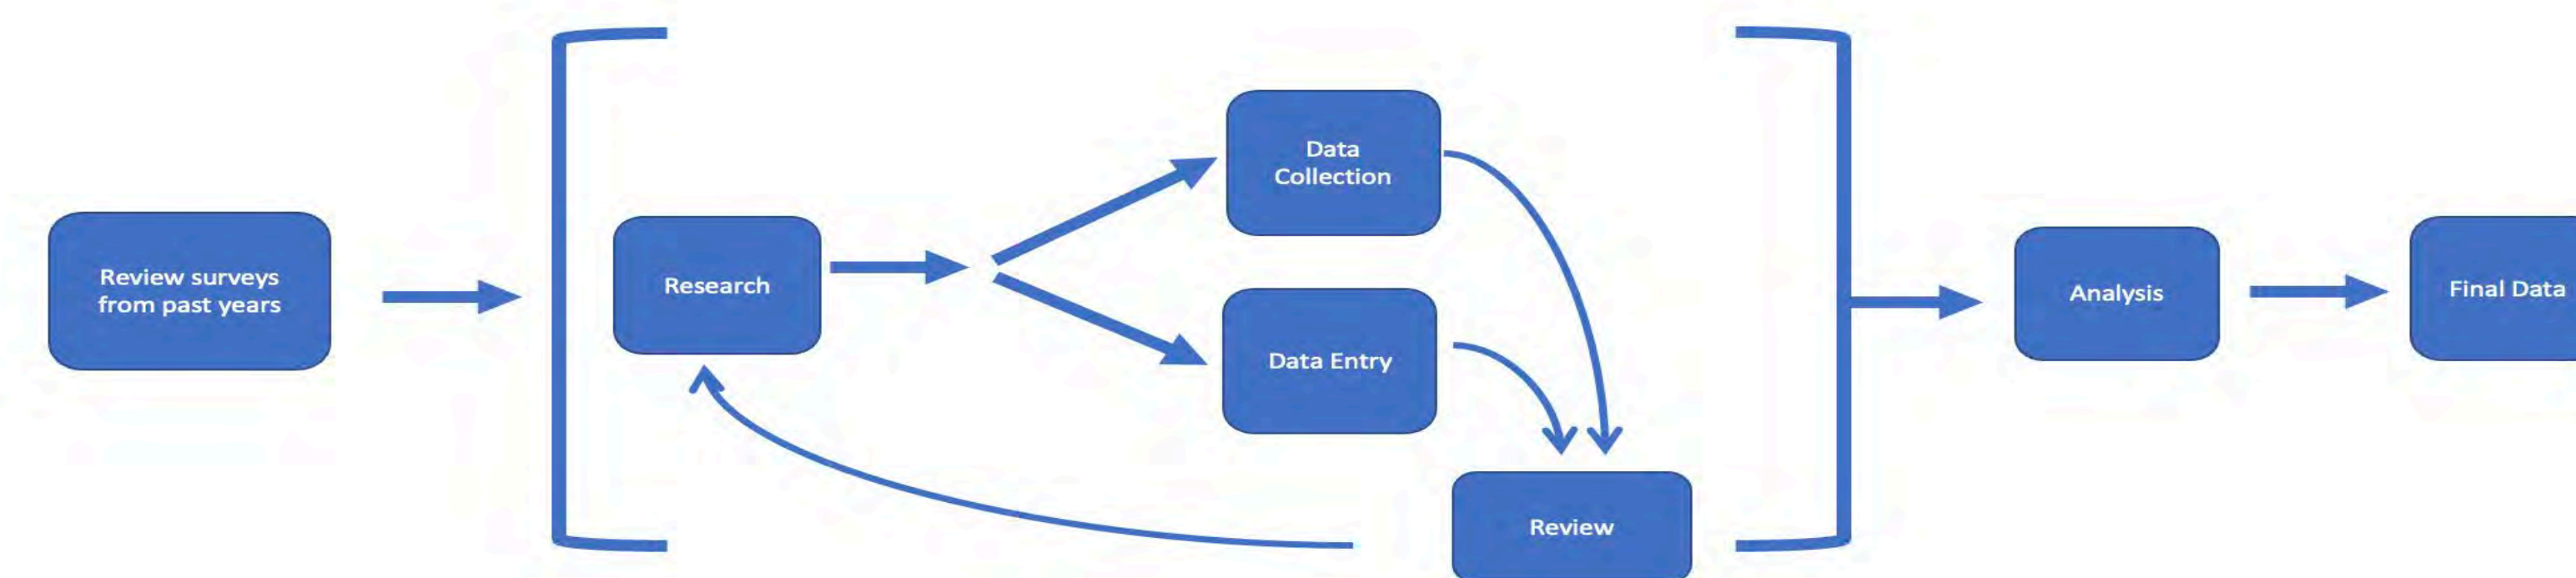 Review surveys
from past years
Research
Data
Collection
Data Entry
Review
Analysis
Final Data